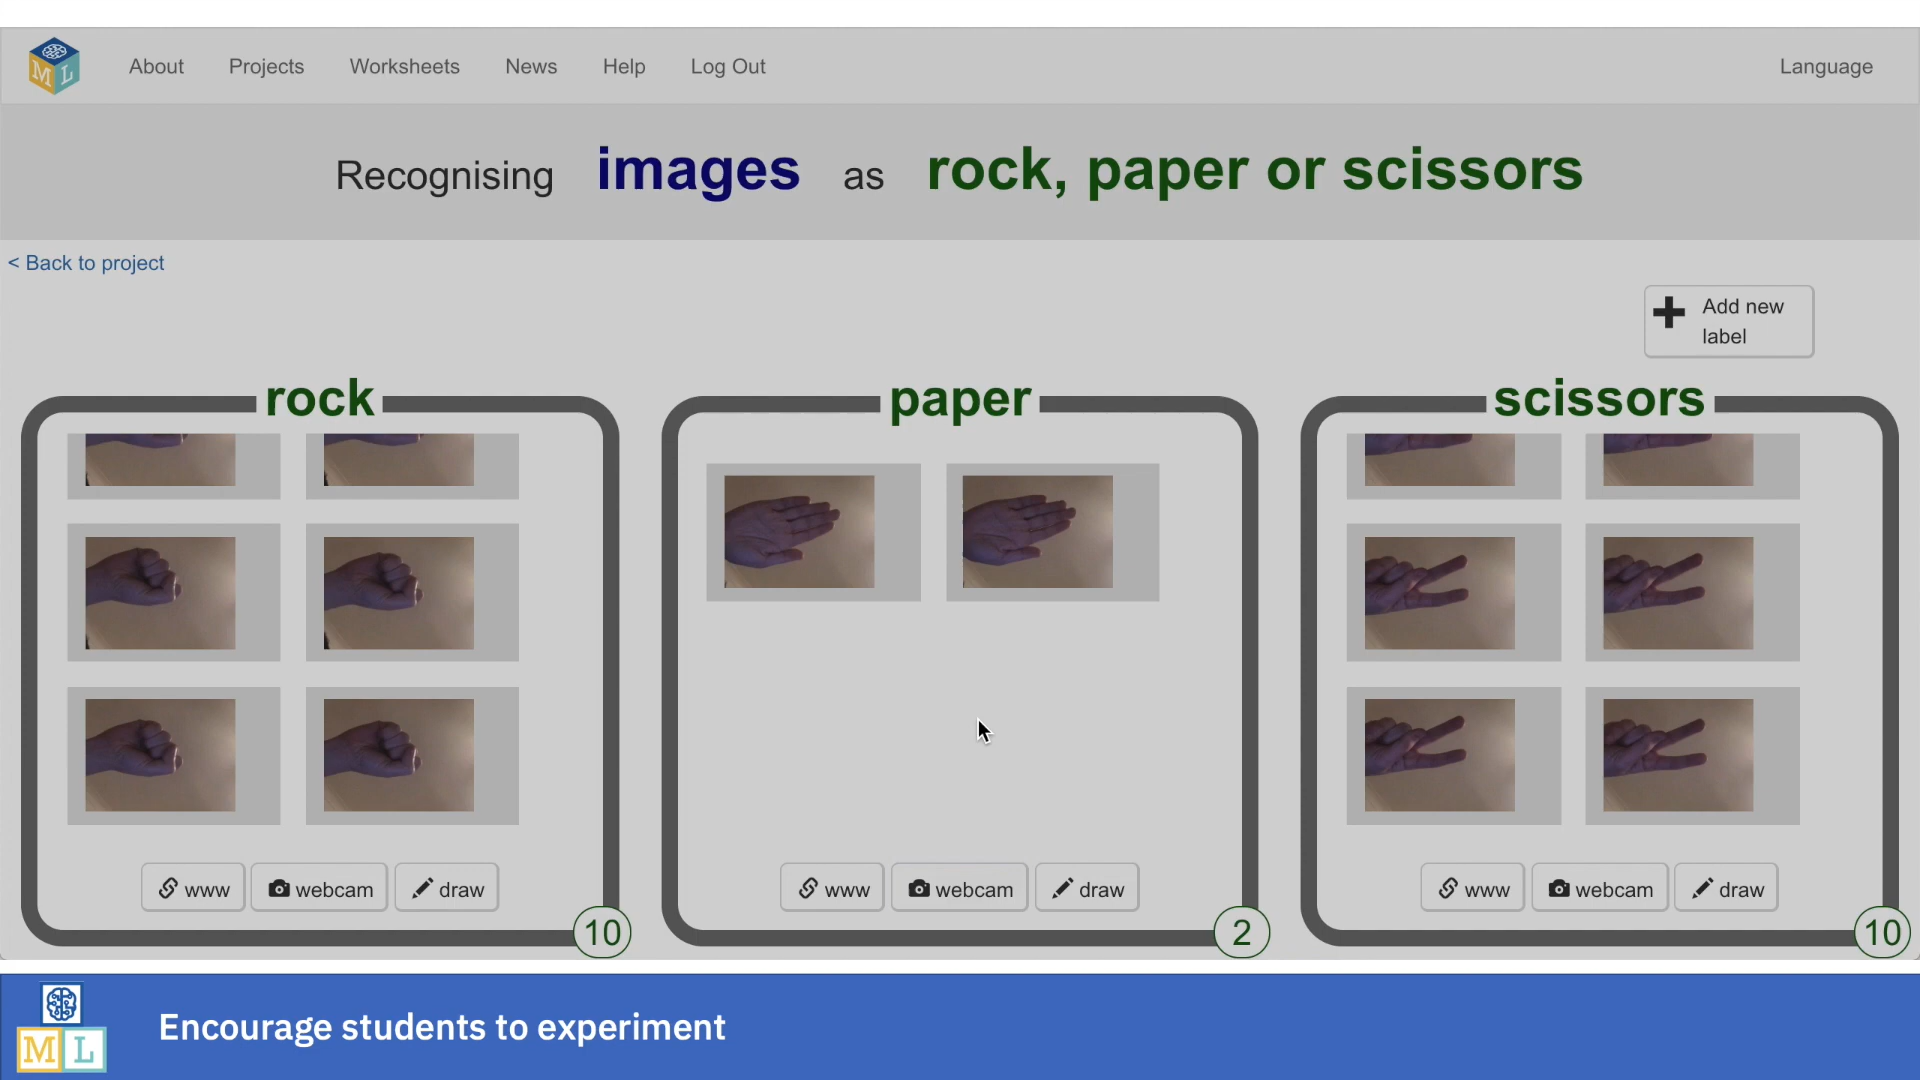 M L About Projects Worksheets News Help Log Out Language
Recognising images as rock, paper or scissors
< Back to project
Add new
label
rock paper scissors
www webcam draw www webcam draw www webcam draw
10 2 10
M L Encourage students to experiment